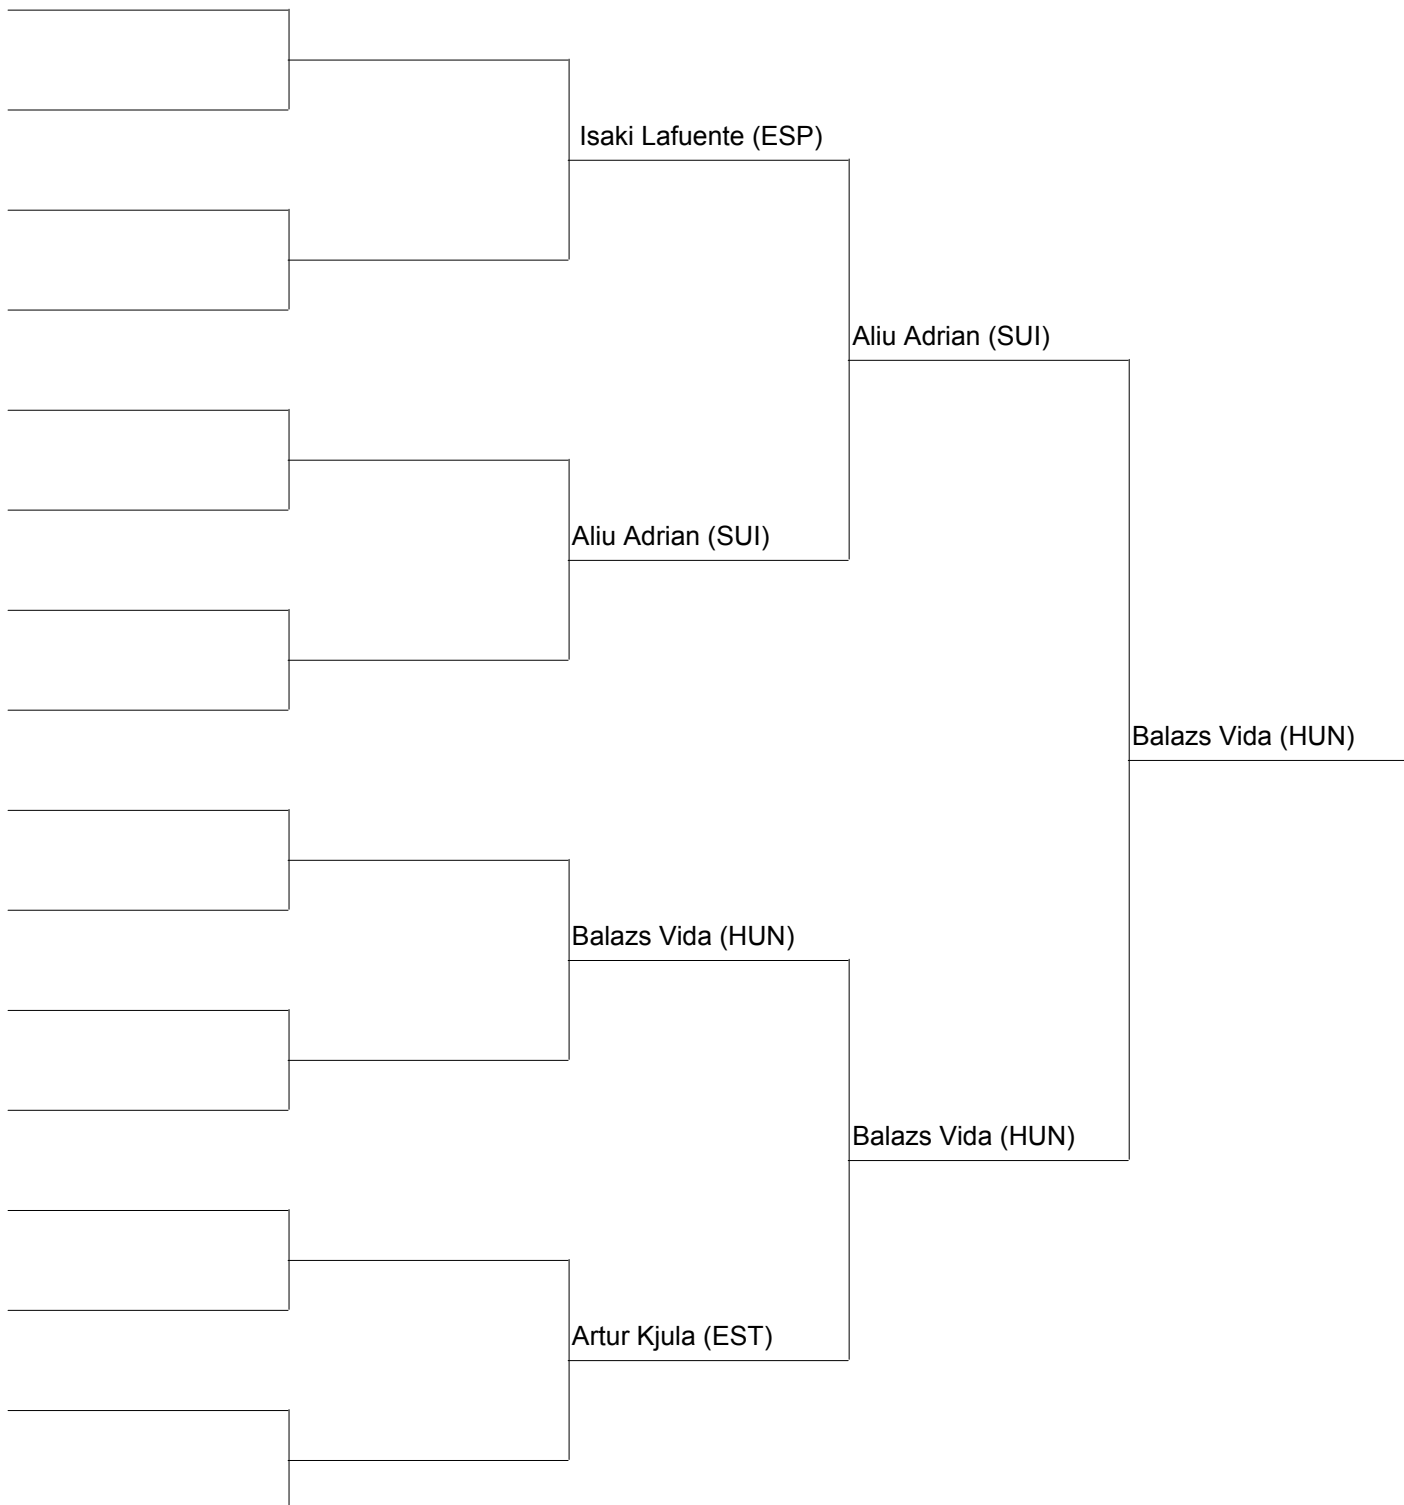 Isaki Lafuente (ESP)
Aliu Adrian (SUI)
Aliu Adrian (SUI)
Balazs Vida (HUN)
Balazs Vida (HUN)
Balazs Vida (HUN)
Artur Kjula (EST)